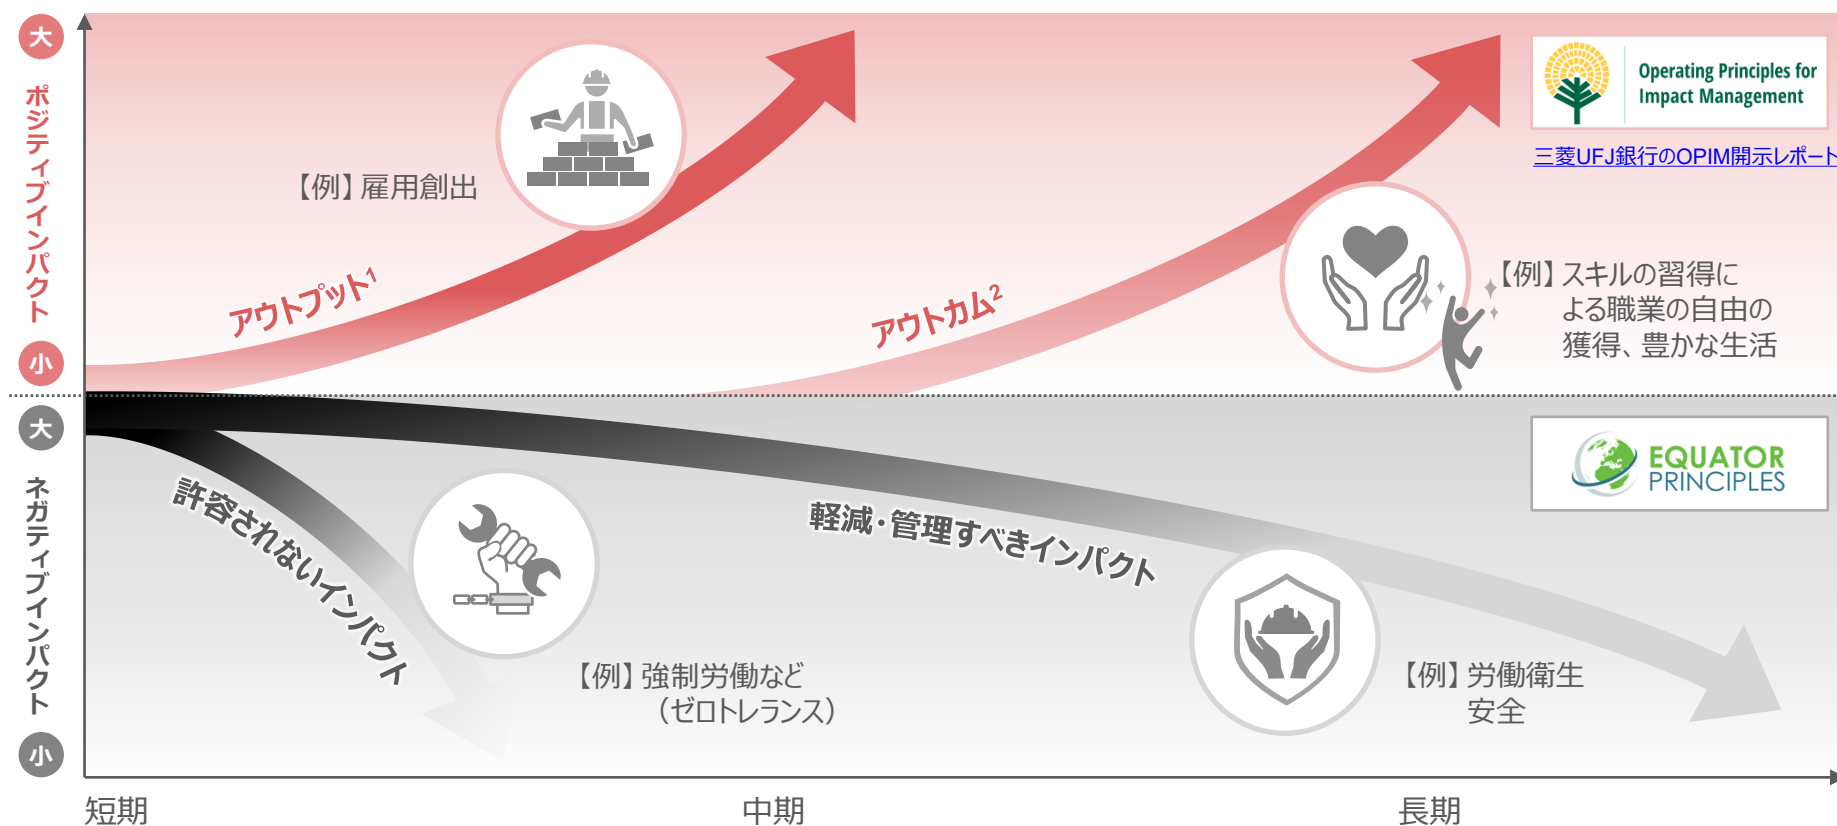 大
ポジティブインパクト
小
大
ネガティブインパクト
小
【例】雇用創出
アウトプット1
アウトカム2
Operating Principles for
Impact Management
三菱UFJ銀行のOPIM開示レポート
【例】スキルの習得に
よる職業の自由の
獲得、豊かな生活
EQUATOR
PRINCIPLES
許容されないインパクト
軽減・管理すべきインパクト
【例】強制労働など
（ゼロトレランス）
【例】労働衛生
安全
短期
中期
長期